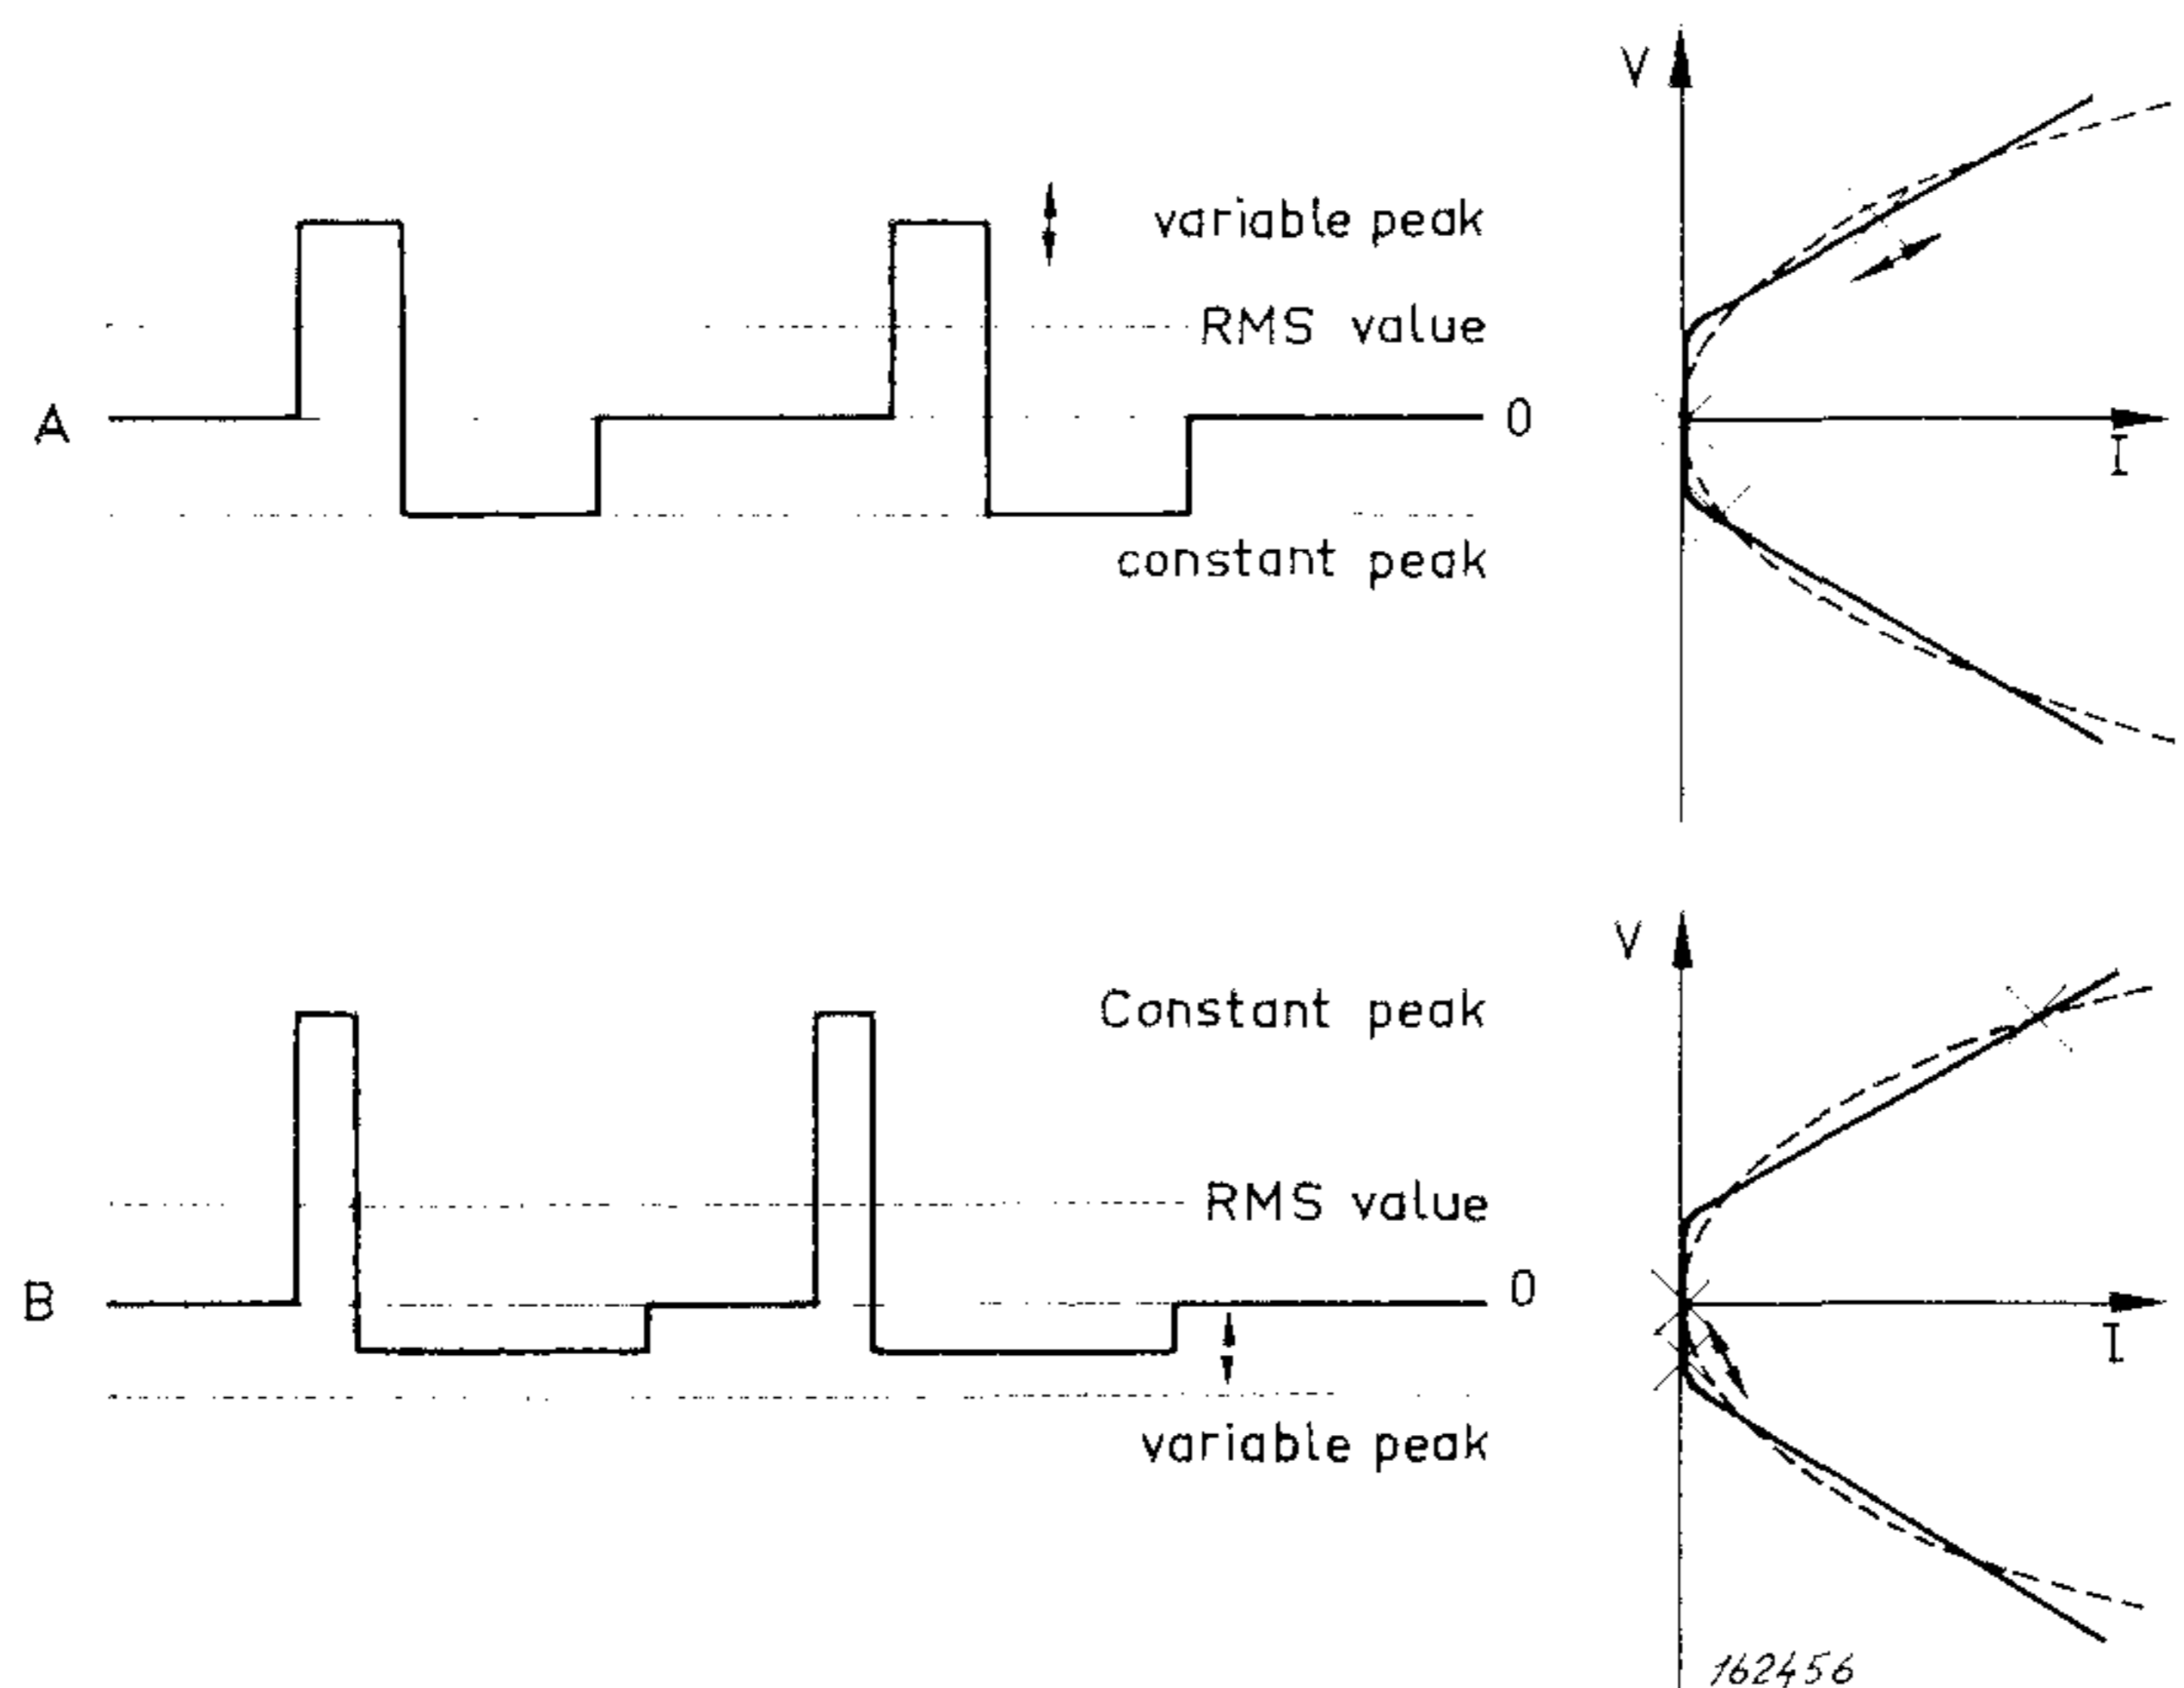 V
variable peak
RMS value
A
0
I
constant peak
V
Constant peak
RMS value
B
0
I
variable peak
162456